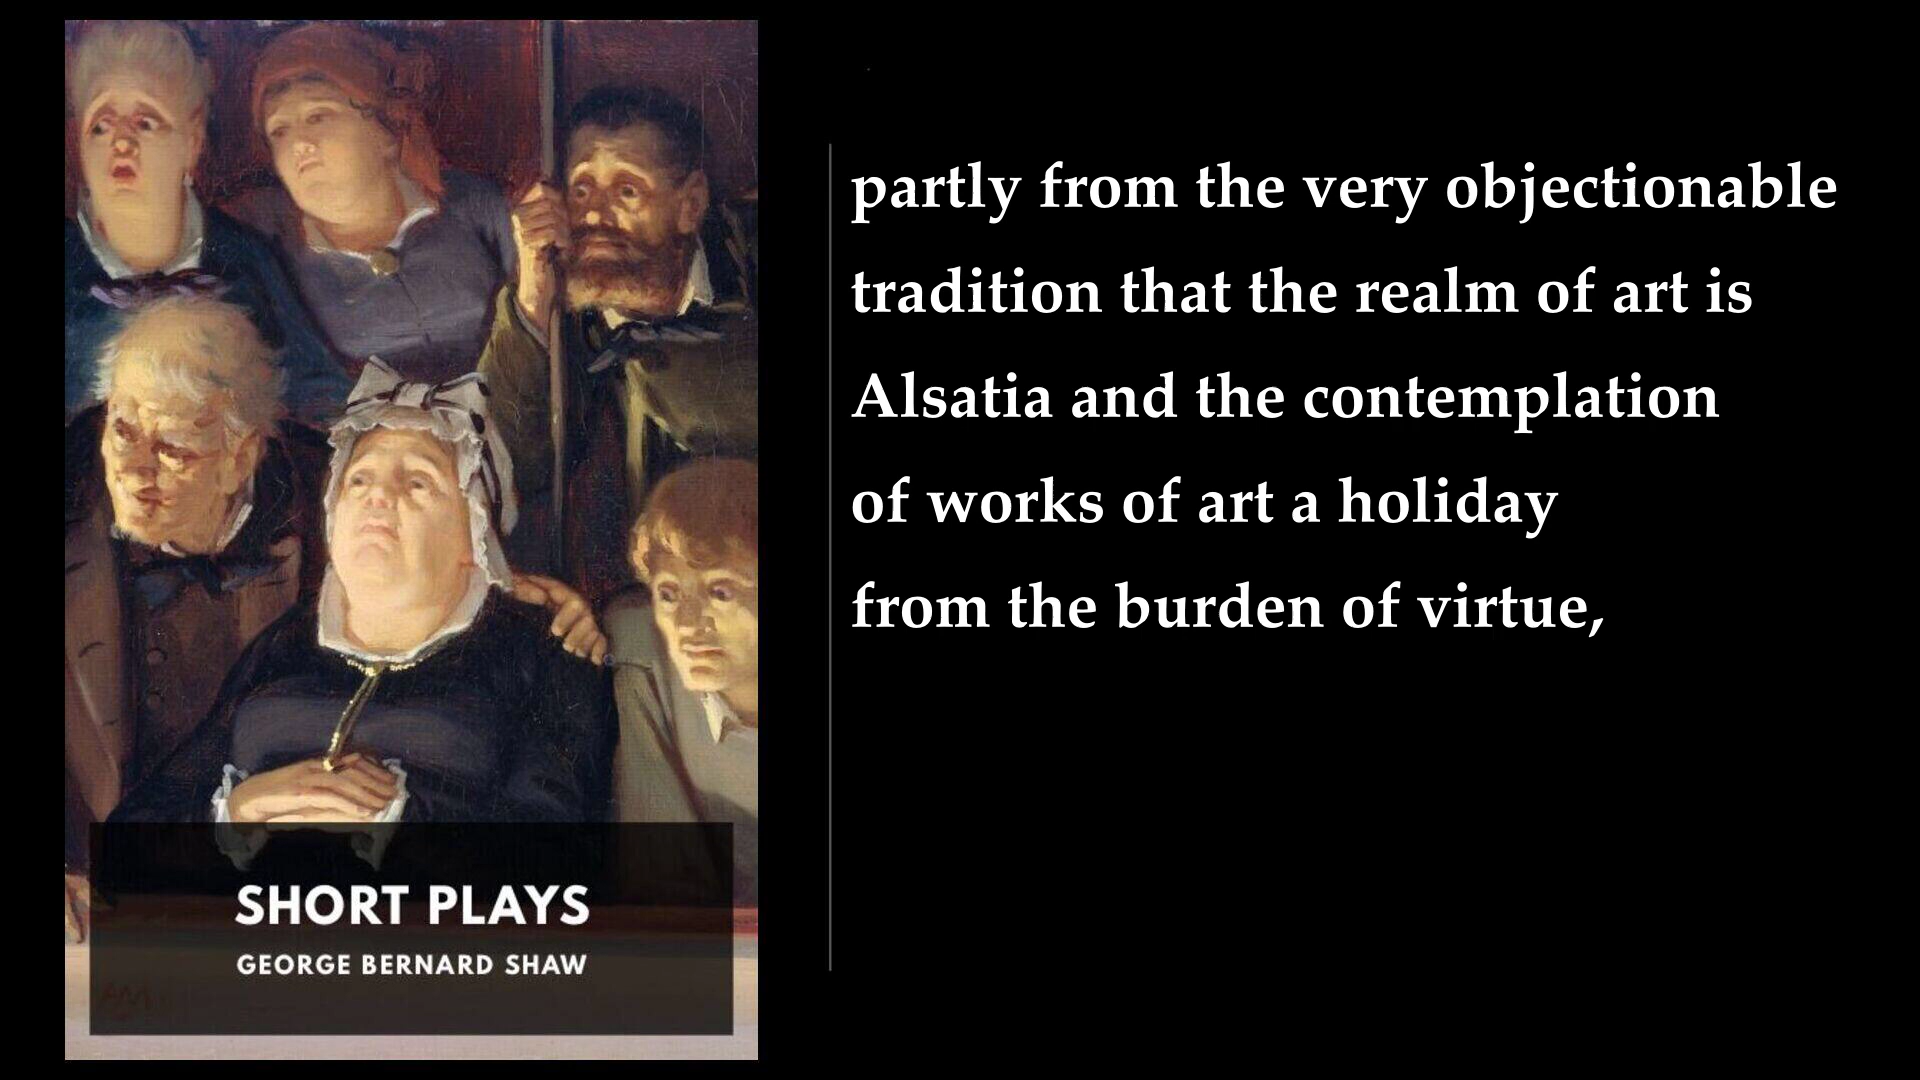 partly from the very objectionable
tradition that the realm of art is
Alsatia and the contemplation
of works of art a holiday
from the burden of virtue,
SHORT PLAYS
GEORGE BERNARD SHAW